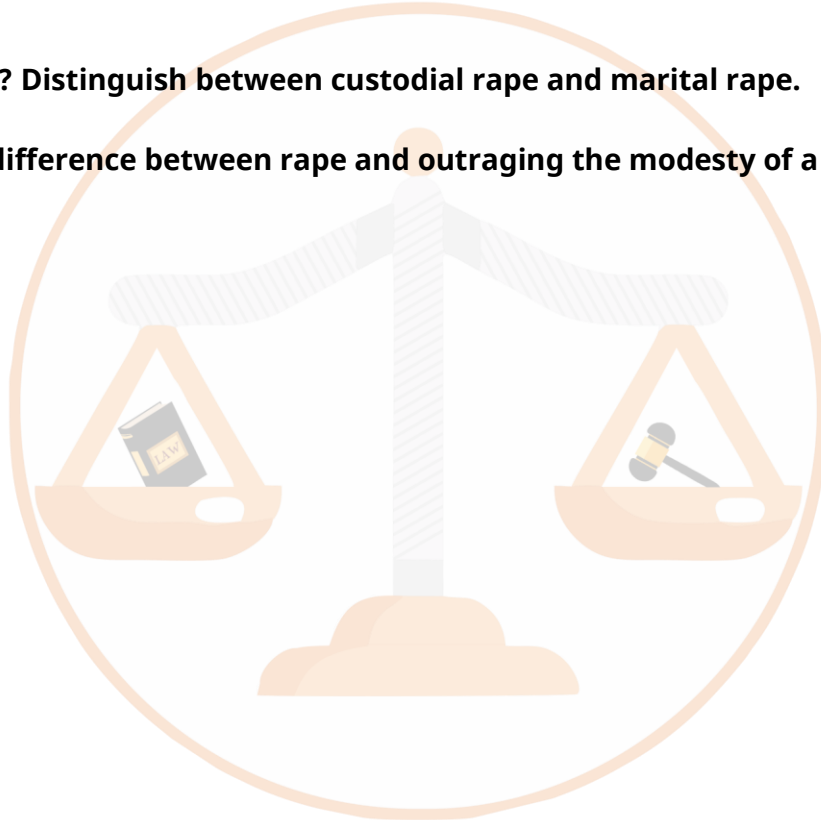 ? Distinguish between custodial rape and marital rape.
difference between rape and outraging the modesty of a
LAW